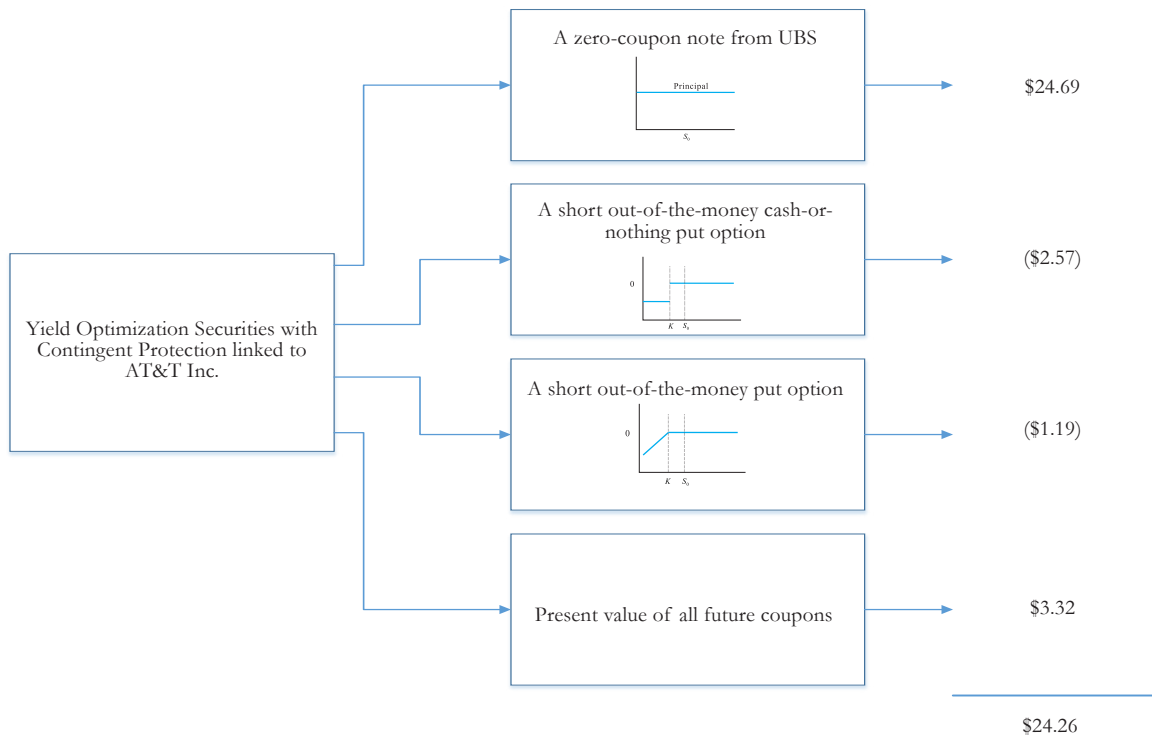 A zero-coupon note from UBS
Principal
S₀
$24.69
A short out-of-the-money cash-or-
nothing put option
0
K S₀
($2.57)
Yield Optimization Securities with
Contingent Protection linked to
AT&T Inc.
A short out-of-the-money put option
0
K S₀
($1.19)
Present value of all future coupons
$3.32
$24.26